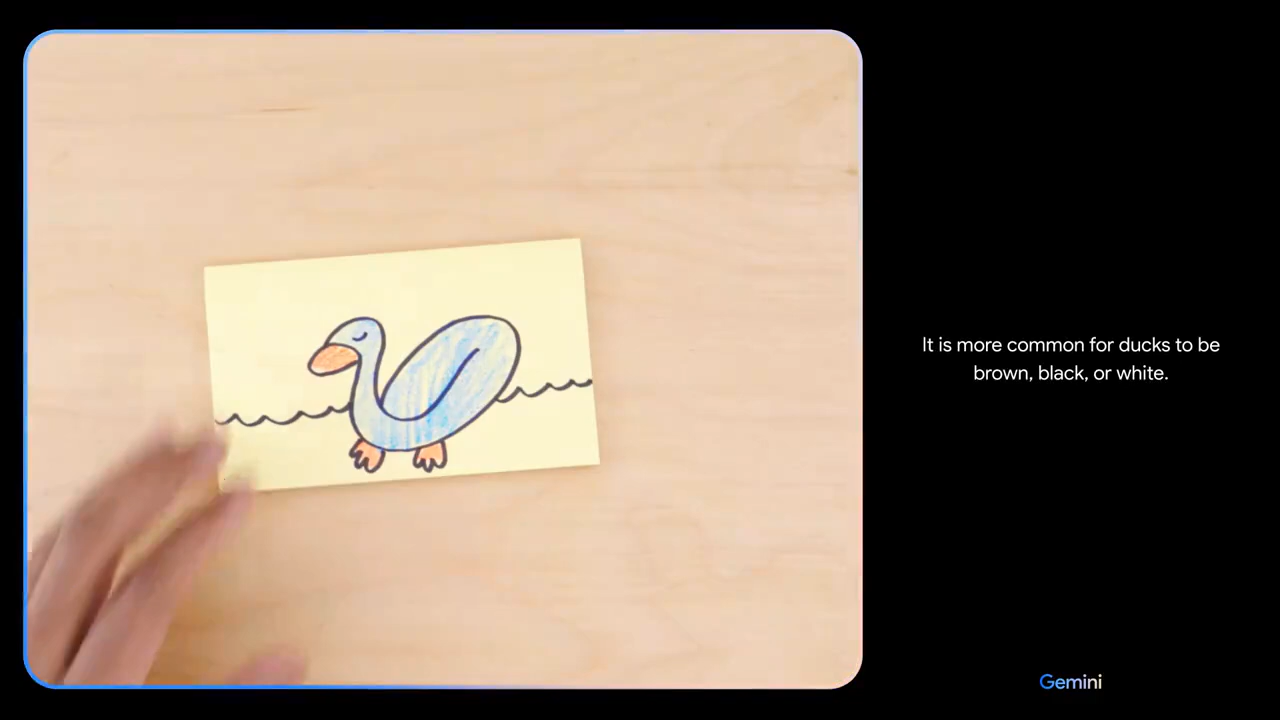 It is more common for ducks to be
brown, black, or white.
Gemini